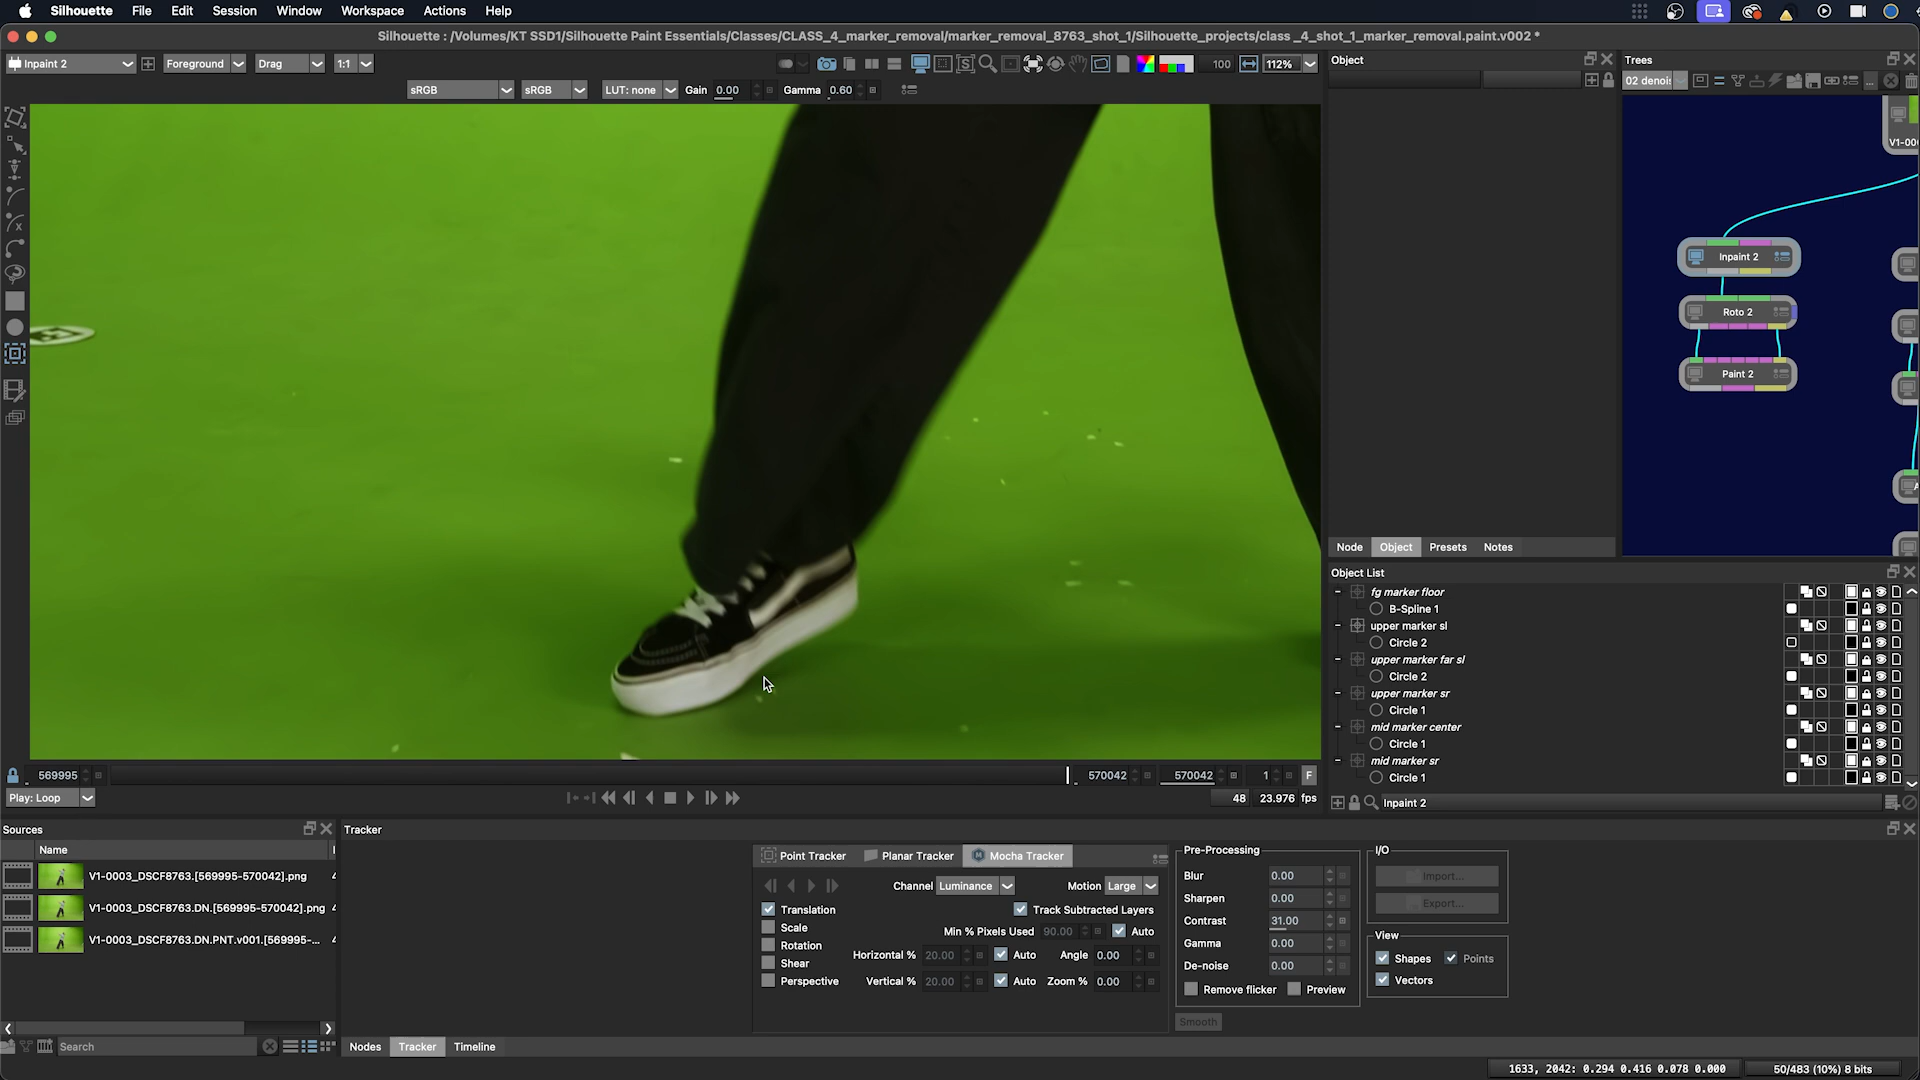 Silhouette File Edit Session Window Workspace Actions Help
Silhouette : /Volumes/KT SSD1/Silhouette Paint Essentials/Classes/CLASS_4_marker_removal/marker_removal_8763_shot_1/Silhouette_projects/class _4_shot_1_marker_removal.paint.v002 *
Inpaint 2 Foreground Drag 1:1 100 112%
sRGB sRGB LUT: none Gain 0.00 Gamma 0.60
Object
Trees
02 denois
V1-000
Inpaint 2
Roto 2
Paint 2
Node Object Presets Notes
Object List
fg marker floor
B-Spline 1
upper marker sl
Circle 2
upper marker far sl
Circle 2
upper marker sr
Circle 1
mid marker center
Circle 1
mid marker sr
Circle 1
Inpaint 2
569995 570042 570042 1 F
Play: Loop 48 23.976 fps
Sources
Name
V1-0003_DSCF8763.[569995-570042].png
V1-0003_DSCF8763.DN.[569995-570042].png
V1-0003_DSCF8763.DN.PNT.v001.[569995-...
Search
Tracker
Point Tracker Planar Tracker Mocha Tracker
Channel Luminance Motion Large
Translation Track Subtracted Layers
Scale Min % Pixels Used 90.00 Auto
Rotation
Shear Horizontal % 20.00 Auto Angle 0.00
Perspective Vertical % 20.00 Auto Zoom % 0.00
Pre-Processing
Blur 0.00
Sharpen 0.00
Contrast 31.00
Gamma 0.00
De-noise 0.00
Remove flicker Preview
Smooth
I/O
Import...
Export...
View
Shapes Points
Vectors
Nodes Tracker Timeline
1633, 2042: 0.294 0.416 0.078 0.000 50/483 (10%) 8 bits